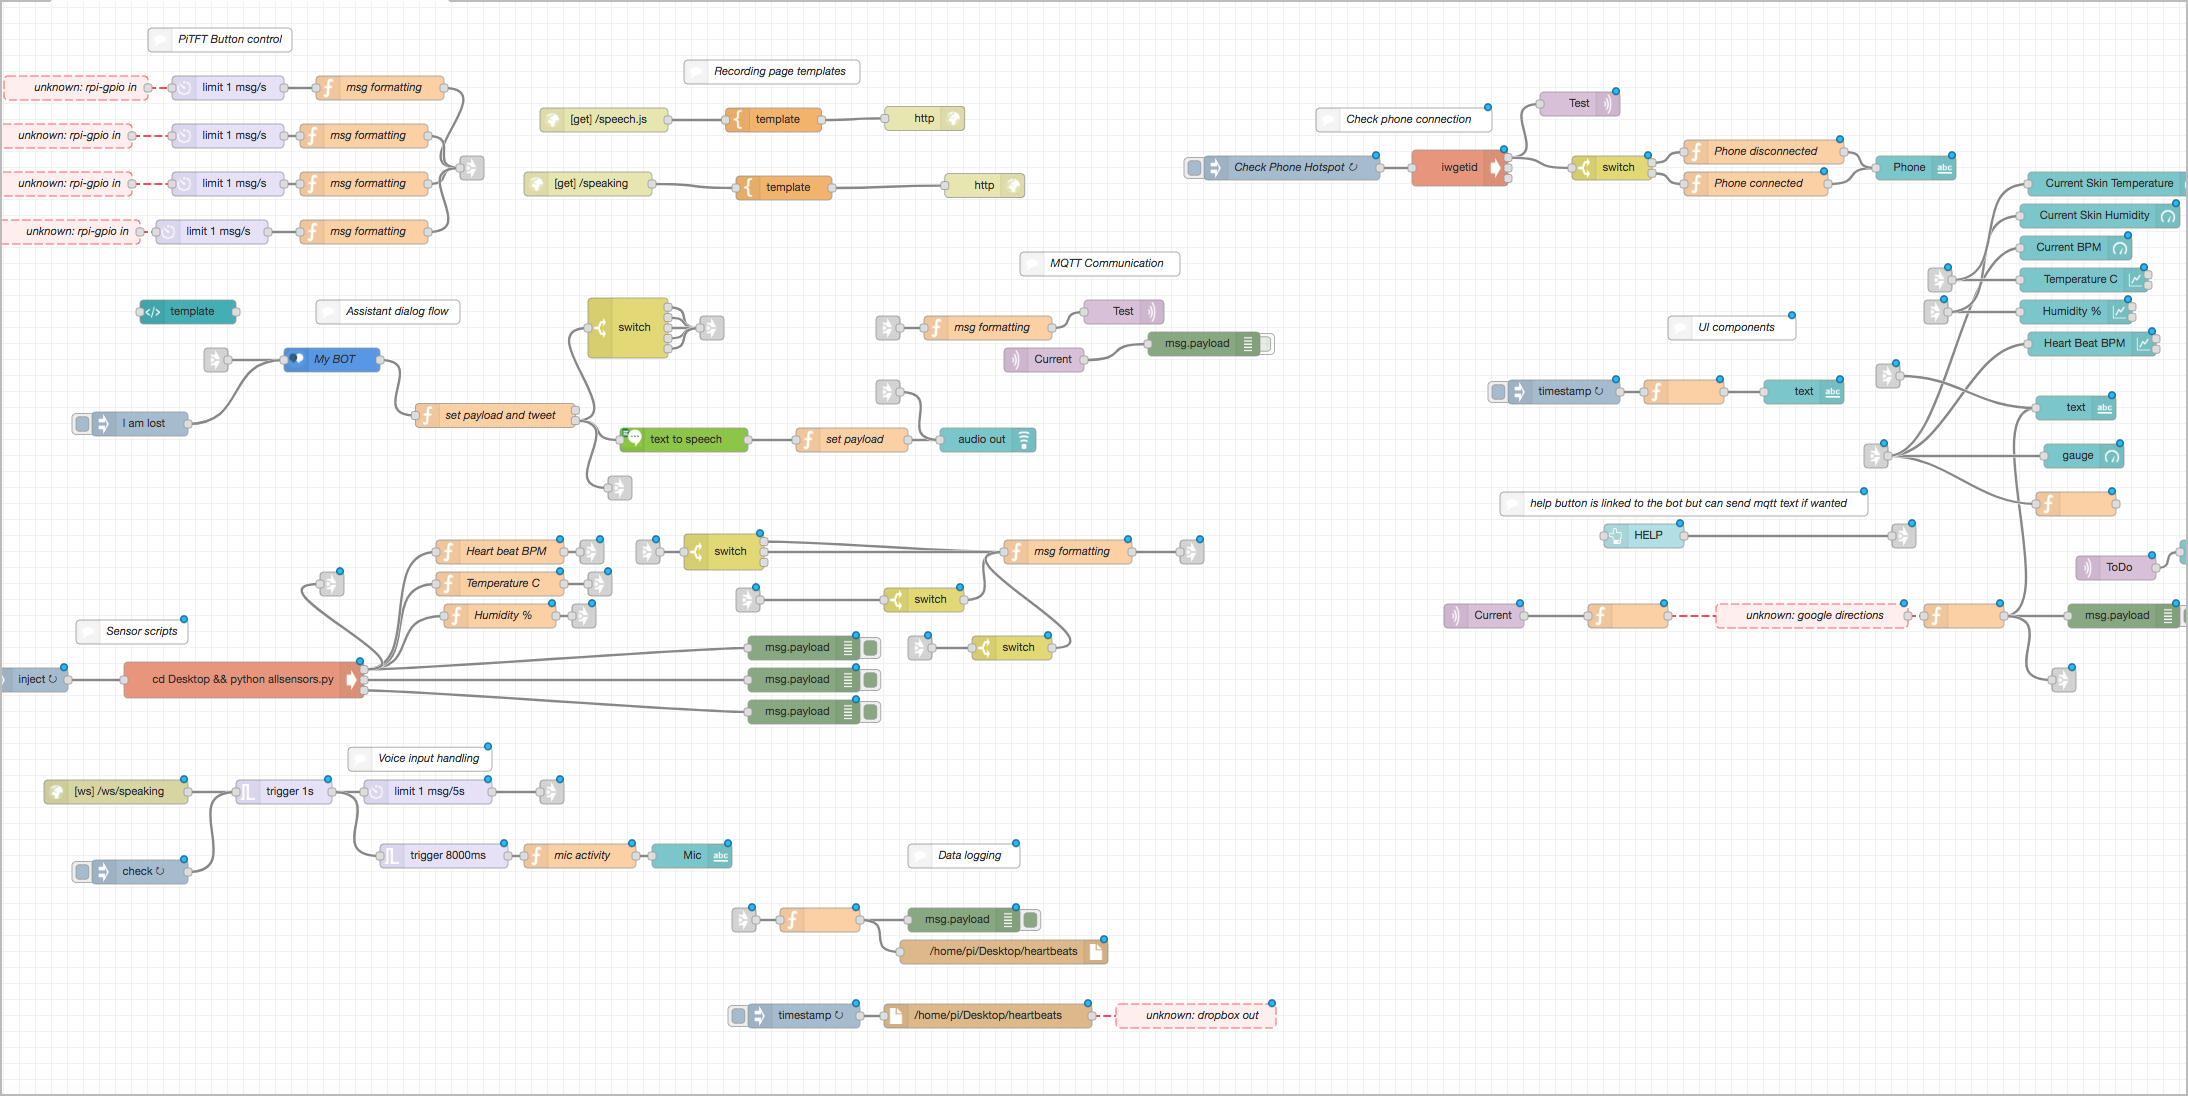 PiTFT Button control
unknown: rpi-gpio in
limit 1 msg/s
msg formatting
unknown: rpi-gpio in
limit 1 msg/s
msg formatting
unknown: rpi-gpio in
limit 1 msg/s
msg formatting
unknown: rpi-gpio in
limit 1 msg/s
msg formatting
Recording page templates
[get] /speech.js
template
http
[get] /speaking
template
http
Check phone connection
Test
Check Phone Hotspot ↻
iwgetid
switch
Phone disconnected
Phone connected
Phone
abc
Current Skin Temperature
Current Skin Humidity
Current BPM
Temperature C
Humidity %
Heart Beat BPM
UI components
timestamp ↻
text
abc
text
abc
gauge
MQTT Communication
msg formatting
Test
Current
msg.payload
template
Assistant dialog flow
My BOT
I am lost
set payload and tweet
switch
text to speech
set payload
audio out
help button is linked to the bot but can send mqtt text if wanted
HELP
ToDo
Current
unknown: google directions
msg.payload
Heart beat BPM
Temperature C
Humidity %
switch
msg formatting
switch
switch
Sensor scripts
inject ↻
cd Desktop && python allsensors.py
msg.payload
msg.payload
msg.payload
Voice input handling
[ws] /ws/speaking
trigger 1s
limit 1 msg/5s
check ↻
trigger 8000ms
mic activity
Mic
abc
Data logging
msg.payload
/home/pi/Desktop/heartbeats
timestamp ↻
/home/pi/Desktop/heartbeats
unknown: dropbox out